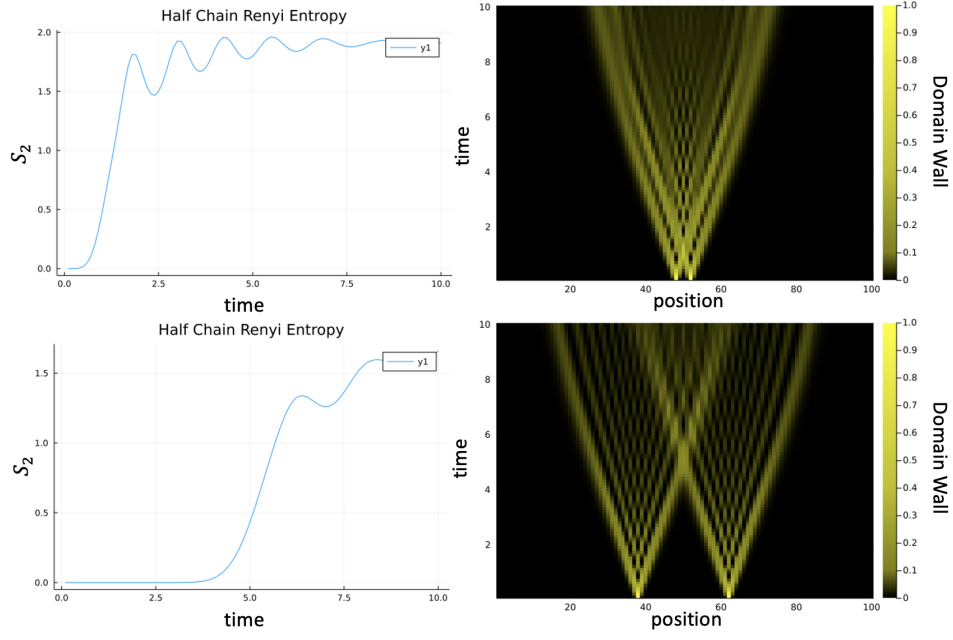 Half Chain Renyi Entropy
2.0
1.5
1.0
0.5
0.0
S₂
y1
0.0 2.5 5.0 7.5 10.0
time
10
8
6
4
2
time
20 40 60 80 100
position
1.0
0.9
0.8
0.7
0.6
0.5
0.4
0.3
0.2
0.1
0
Domain Wall
Half Chain Renyi Entropy
1.5
1.0
0.5
0.0
S₂
y1
0.0 2.5 5.0 7.5 10.0
time
10
8
6
4
2
time
20 40 60 80 100
position
1.0
0.9
0.8
0.7
0.6
0.5
0.4
0.3
0.2
0.1
0
Domain Wall